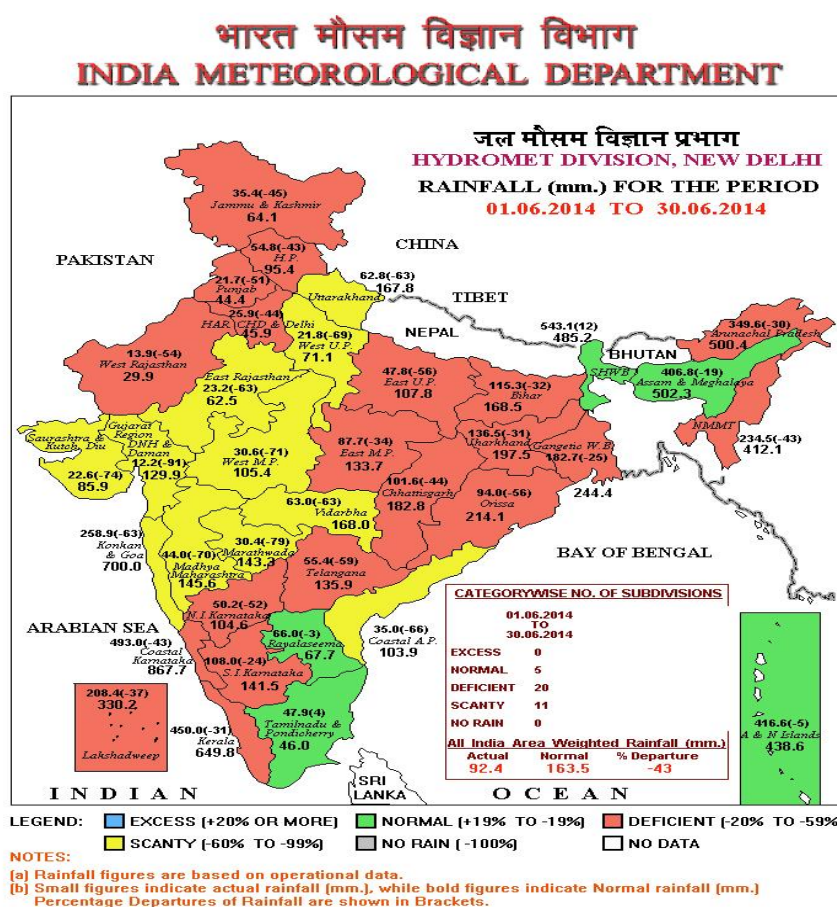 भारत मौसम विज्ञान विभाग
INDIA METEOROLOGICAL DEPARTMENT
जल मौसम विज्ञान प्रभाग
HYDROMET DIVISION, NEW DELHI
RAINFALL (mm.) FOR THE PERIOD
01.06.2014 TO 30.06.2014
35.4(-45)
Jammu & Kashmir
64.1
CHINA
PAKISTAN
54.8(-43)
H.P.
95.4
21.7(-51)
Punjab
44.4
62.8(-63)
167.8
Uttarakhand
TIBET
25.9(-44)
HAR. CHD & Delhi
45.9
NEPAL
21.8(-69)
West U.P.
71.1
543.1(12)
485.2
SHWB
BHUTAN
349.6(-30)
Arunachal Pradesh
500.4
13.9(-54)
West Rajasthan
29.9
East Rajasthan
23.2(-63)
62.5
47.8(-56)
East U.P.
107.8
115.3(-32)
Bihar
168.5
406.8(-19)
Assam & Meghalaya
502.3
NMMT
234.5(-43)
412.1
Saurashtra &
Kutch, Diu
22.6(-74)
85.9
Gujarat
Region
DNH &
Daman
12.2(-91)
129.9
30.6(-71)
West M.P.
105.4
87.7(-34)
East M.P.
133.7
136.5(-31)
Jharkhand
197.5
Gangetic W.B.
182.7(-25)
244.4
101.6(-44)
Chhattisgarh
182.8
94.0(-56)
Orissa
214.1
63.0(-63)
Vidarbha
168.0
258.9(-63)
Konkan
& Goa
700.0
44.0(-70)
Madhya
Maharashtra
145.6
30.4(-79)
Marathwada
143.3
55.4(-59)
Telangana
135.9
BAY OF BENGAL
ARABIAN SEA
50.2(-52)
N.I.Karnataka
104.6
66.0(-3)
Rayalaseema
67.7
35.0(-66)
Coastal A.P.
103.9
493.0(-43)
Coastal
Karnataka
867.7
108.0(-24)
S.I.Karnataka
141.5
208.4(-37)
330.2
Lakshadweep
450.0(-31)
Kerala
649.8
47.9(4)
Tamilnadu &
Pondicherry
46.0
SRI
LANKA
416.6(-5)
A & N Islands
438.6
CATEGORYWISE NO. OF SUBDIVISIONS
01.06.2014
TO
30.06.2014
EXCESS 0
NORMAL 5
DEFICIENT 20
SCANTY 11
NO RAIN 0
All India Area Weighted Rainfall (mm.)
Actual Normal % Departure
92.4 163.5 -43
INDIAN OCEAN
LEGEND: EXCESS (+20% OR MORE) NORMAL (+19% TO -19%) DEFICIENT (-20% TO -59%
SCANTY (-60% TO -99%) NO RAIN (-100%) NO DATA
NOTES:
(a) Rainfall figures are based on operational data.
(b) Small figures indicate actual rainfall (mm.), while bold figures indicate Normal rainfall (mm.)
Percentage Departures of Rainfall are shown in Brackets.